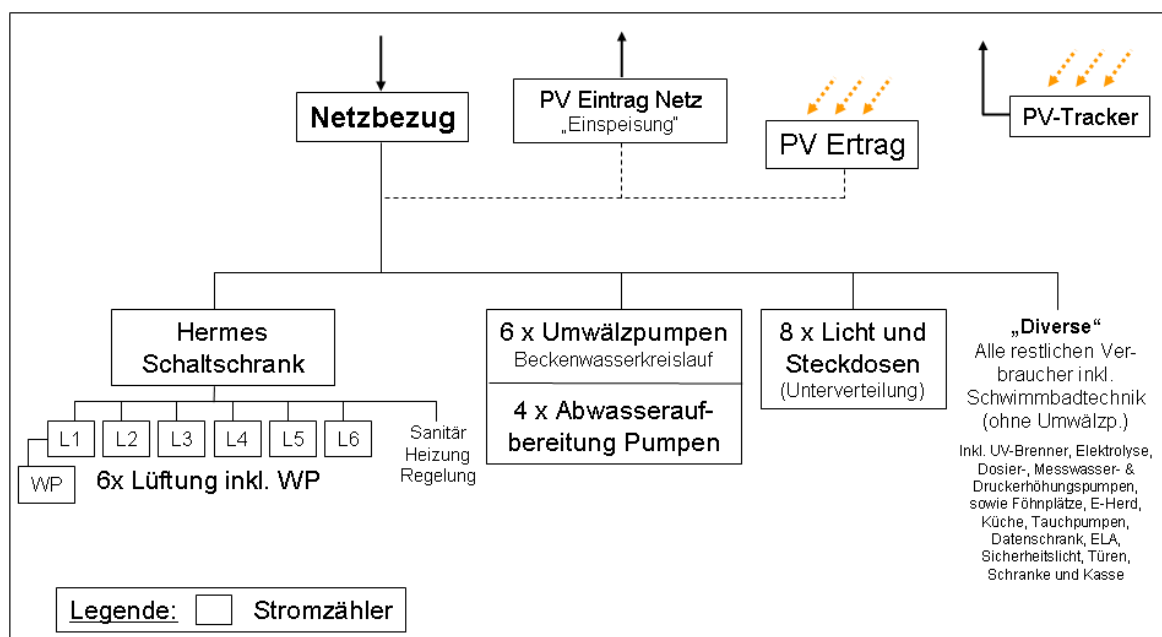 Netzbezug
PV Eintrag Netz
„Einspeisung“
PV Ertrag
PV-Tracker
Hermes
Schaltschrank
6 x Umwälzpumpen
Beckenwasserkreislauf
4 x Abwasserauf-
bereitung Pumpen
8 x Licht und
Steckdosen
(Unterverteilung)
„Diverse“
Alle restlichen Ver-
braucher inkl.
Schwimmbadtechnik
(ohne Umwälzp.)
Inkl. UV-Brenner, Elektrolyse,
Dosier-, Messwasser- &
Druckerhöhungspumpen,
sowie Föhnplätze, E-Herd,
Küche, Tauchpumpen,
Datenschrank, ELA,
Sicherheitslicht, Türen,
Schranke und Kasse
L1 L2 L3 L4 L5 L6
WP
6x Lüftung inkl. WP
Sanitär
Heizung
Regelung
Legende: Stromzähler